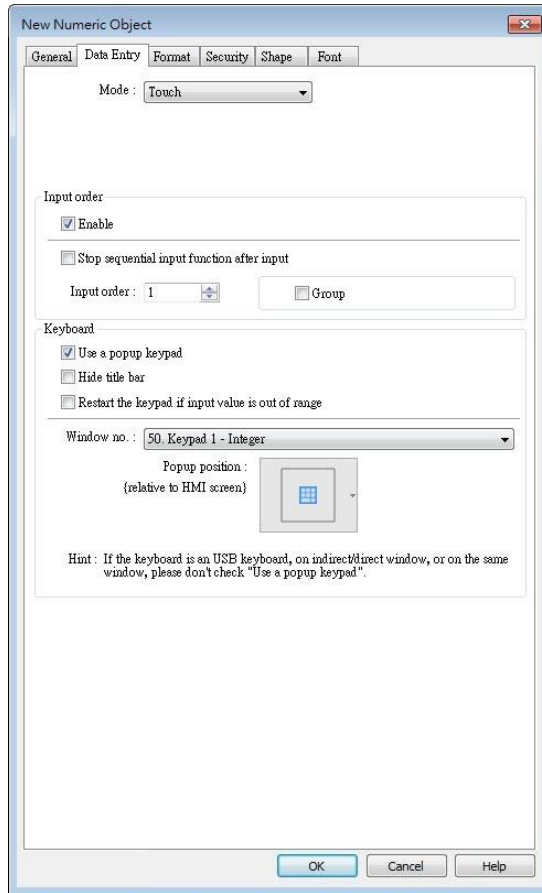 New Numeric Object
General Data Entry Format Security Shape Font
Mode : Touch
Input order
Enable
Stop sequential input function after input
Input order : 1 Group
Keyboard
Use a popup keypad
Hide title bar
Restart the keypad if input value is out of range
Window no. : 50. Keypad 1 - Integer
Popup position :
{relative to HMI screen}
Hint : If the keyboard is an USB keyboard, on indirect/direct window, or on the same
window, please don't check "Use a popup keypad".
OK Cancel Help